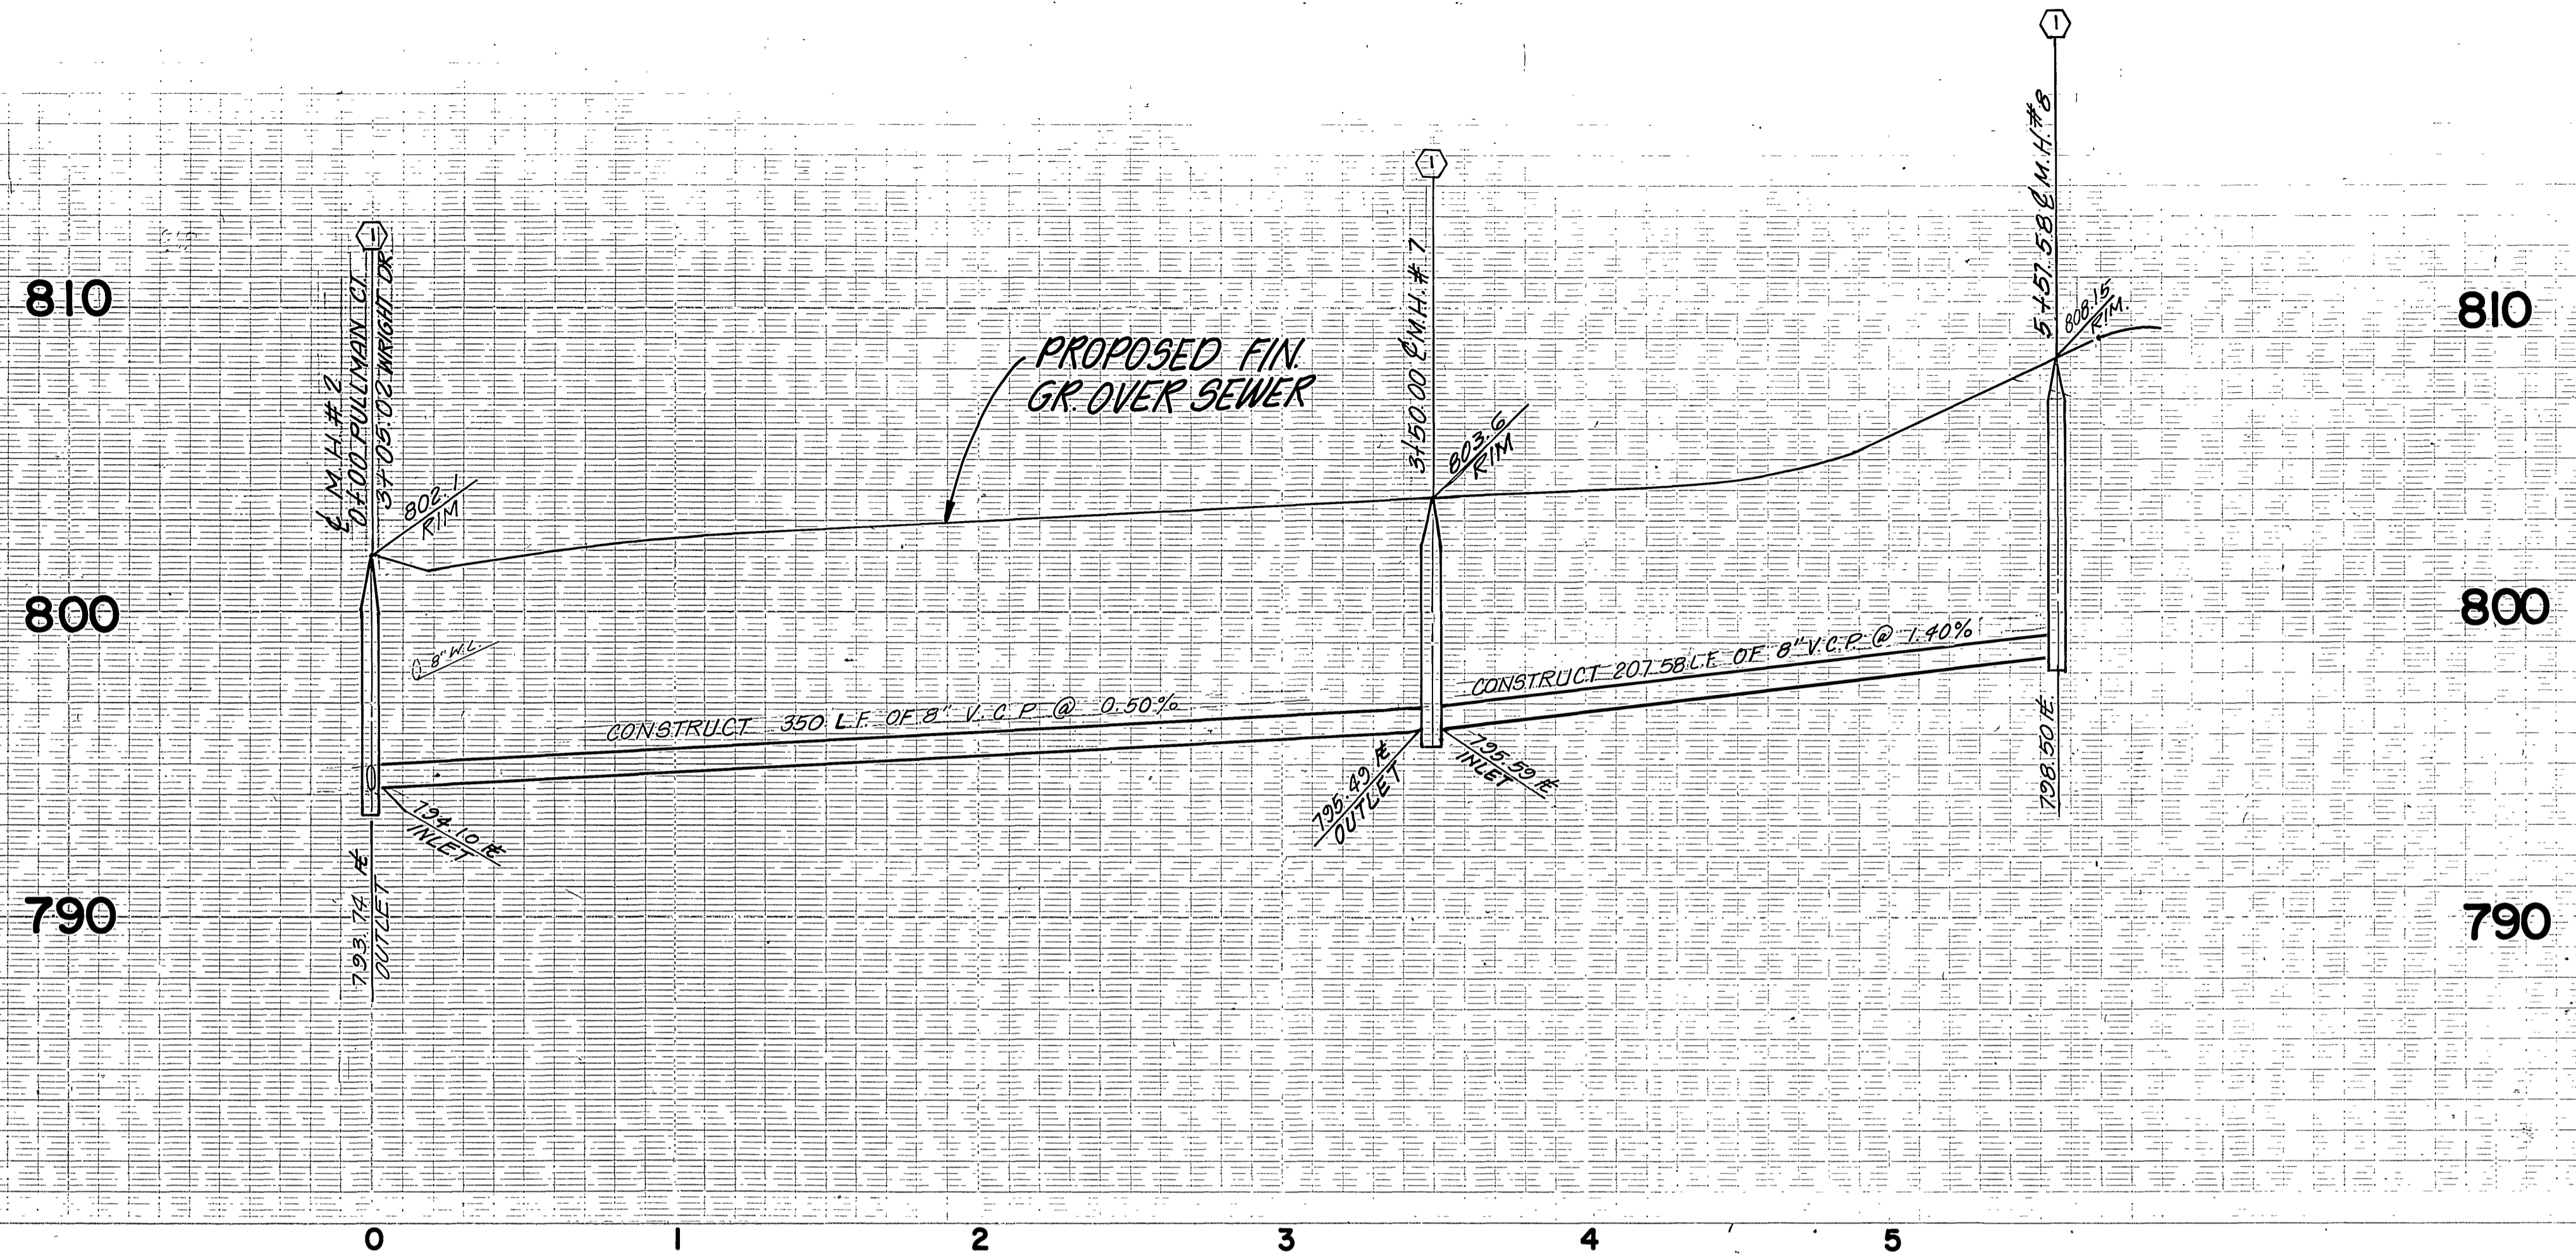 1
1
1
℄ M.H. # 2
0+00 PULLMAN CT.
3+05.02 WRIGHT DR.
3+50.00 ℄ M.H. # 7
5+57.58 ℄ M.H. # 8
810
810
808.15
RIM.
PROPOSED FIN.
GR. OVER SEWER
803.6
RIM
802.1
RIM
800
800
8" W.L.
CONSTRUCT 207.58 L.F. OF 8" V.C.P. @ 1.40%
CONSTRUCT 350 L.F. OF 8" V.C.P. @ 0.50%
794.10 ℄
INLET
795.49 ℄
OUTLET
795.59 ℄
INLET
798.50 ℄
793.74 ℄
OUTLET
790
790
0 1 2 3 4 5